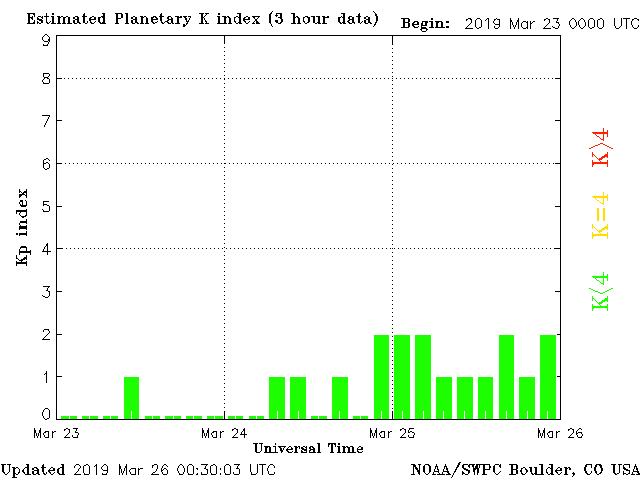 Estimated Planetary K index (3 hour data)
Begin: 2019 Mar 23 0000 UTC
9
8
7
6
5
4
3
2
1
0
Kp index
K>4
K=4
K<4
Mar 23
Mar 24
Mar 25
Mar 26
Universal Time
Updated 2019 Mar 26 00:30:03 UTC
NOAA/SWPC Boulder, CO USA